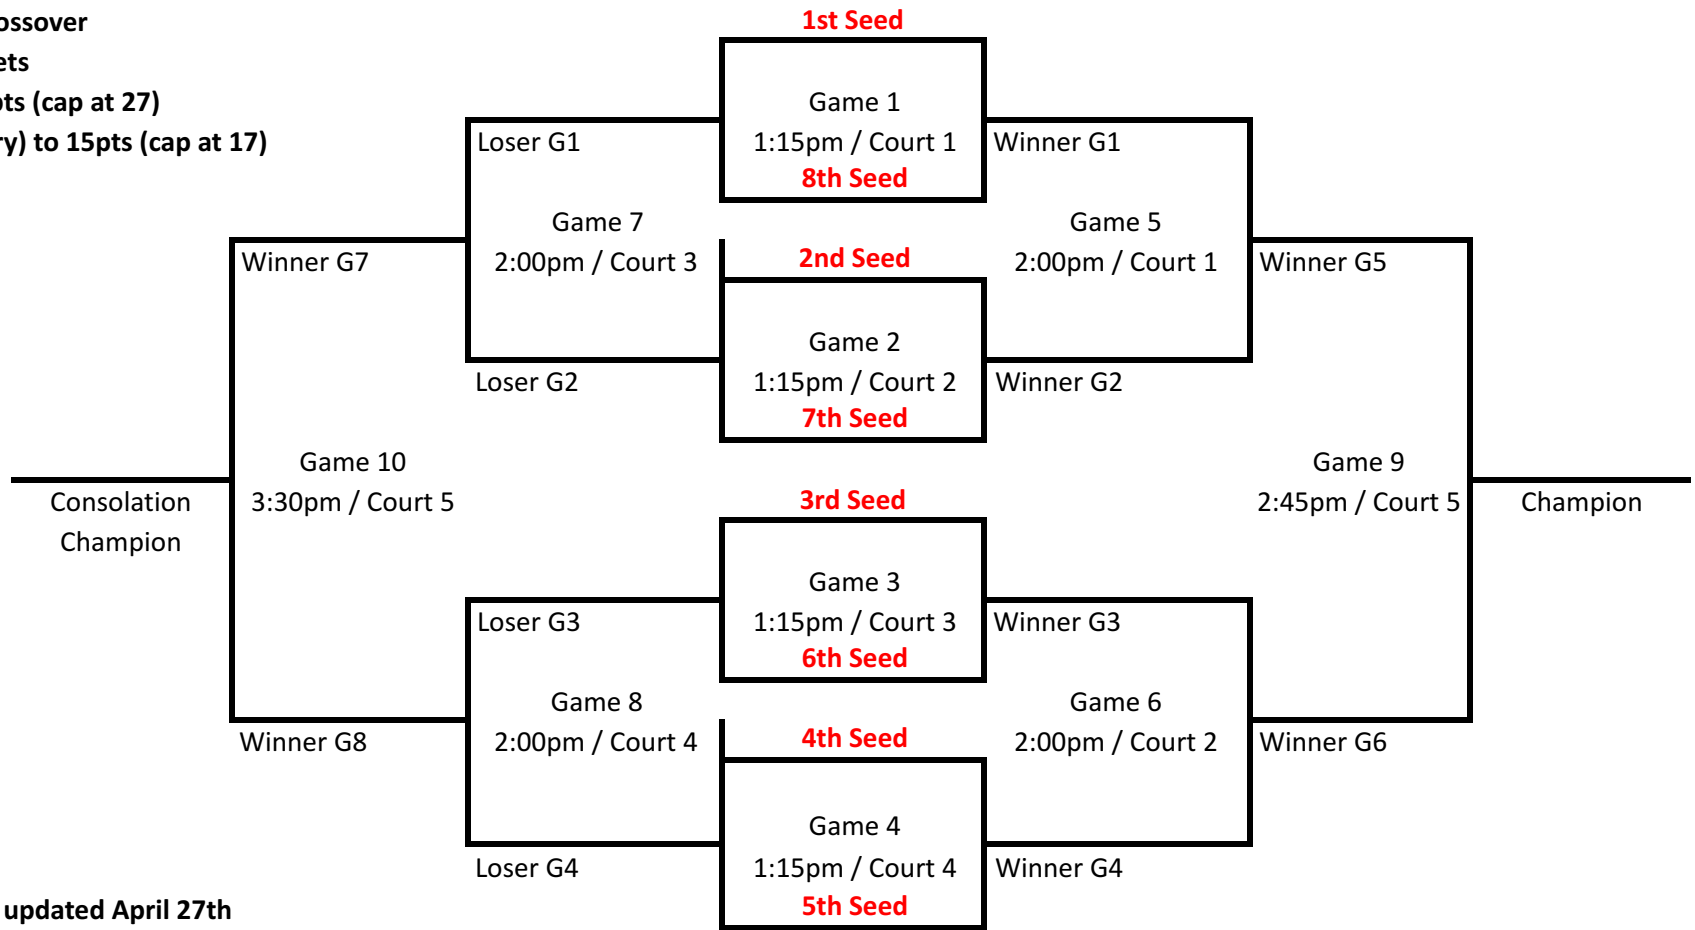 1st Seed
Game 1
1:15pm / Court 1
8th Seed
pts (cap at 27)
to 15pts (cap at 17)
Loser G1
Winner G1
Game 7
2:00pm / Court 3
2nd Seed
Game 5
2:00pm / Court 1
Winner G7
Winner G5
Game 2
1:15pm / Court 2
7th Seed
Loser G2
Winner G2
Game 10
3:30pm / Court 5
Game 9
2:45pm / Court 5
Consolation
Champion
Champion
3rd Seed
Game 3
1:15pm / Court 3
6th Seed
Loser G3
Winner G3
Game 8
2:00pm / Court 4
4th Seed
Game 6
2:00pm / Court 2
Winner G8
Winner G6
Game 4
1:15pm / Court 4
5th Seed
Loser G4
Winner G4
updated April 27th